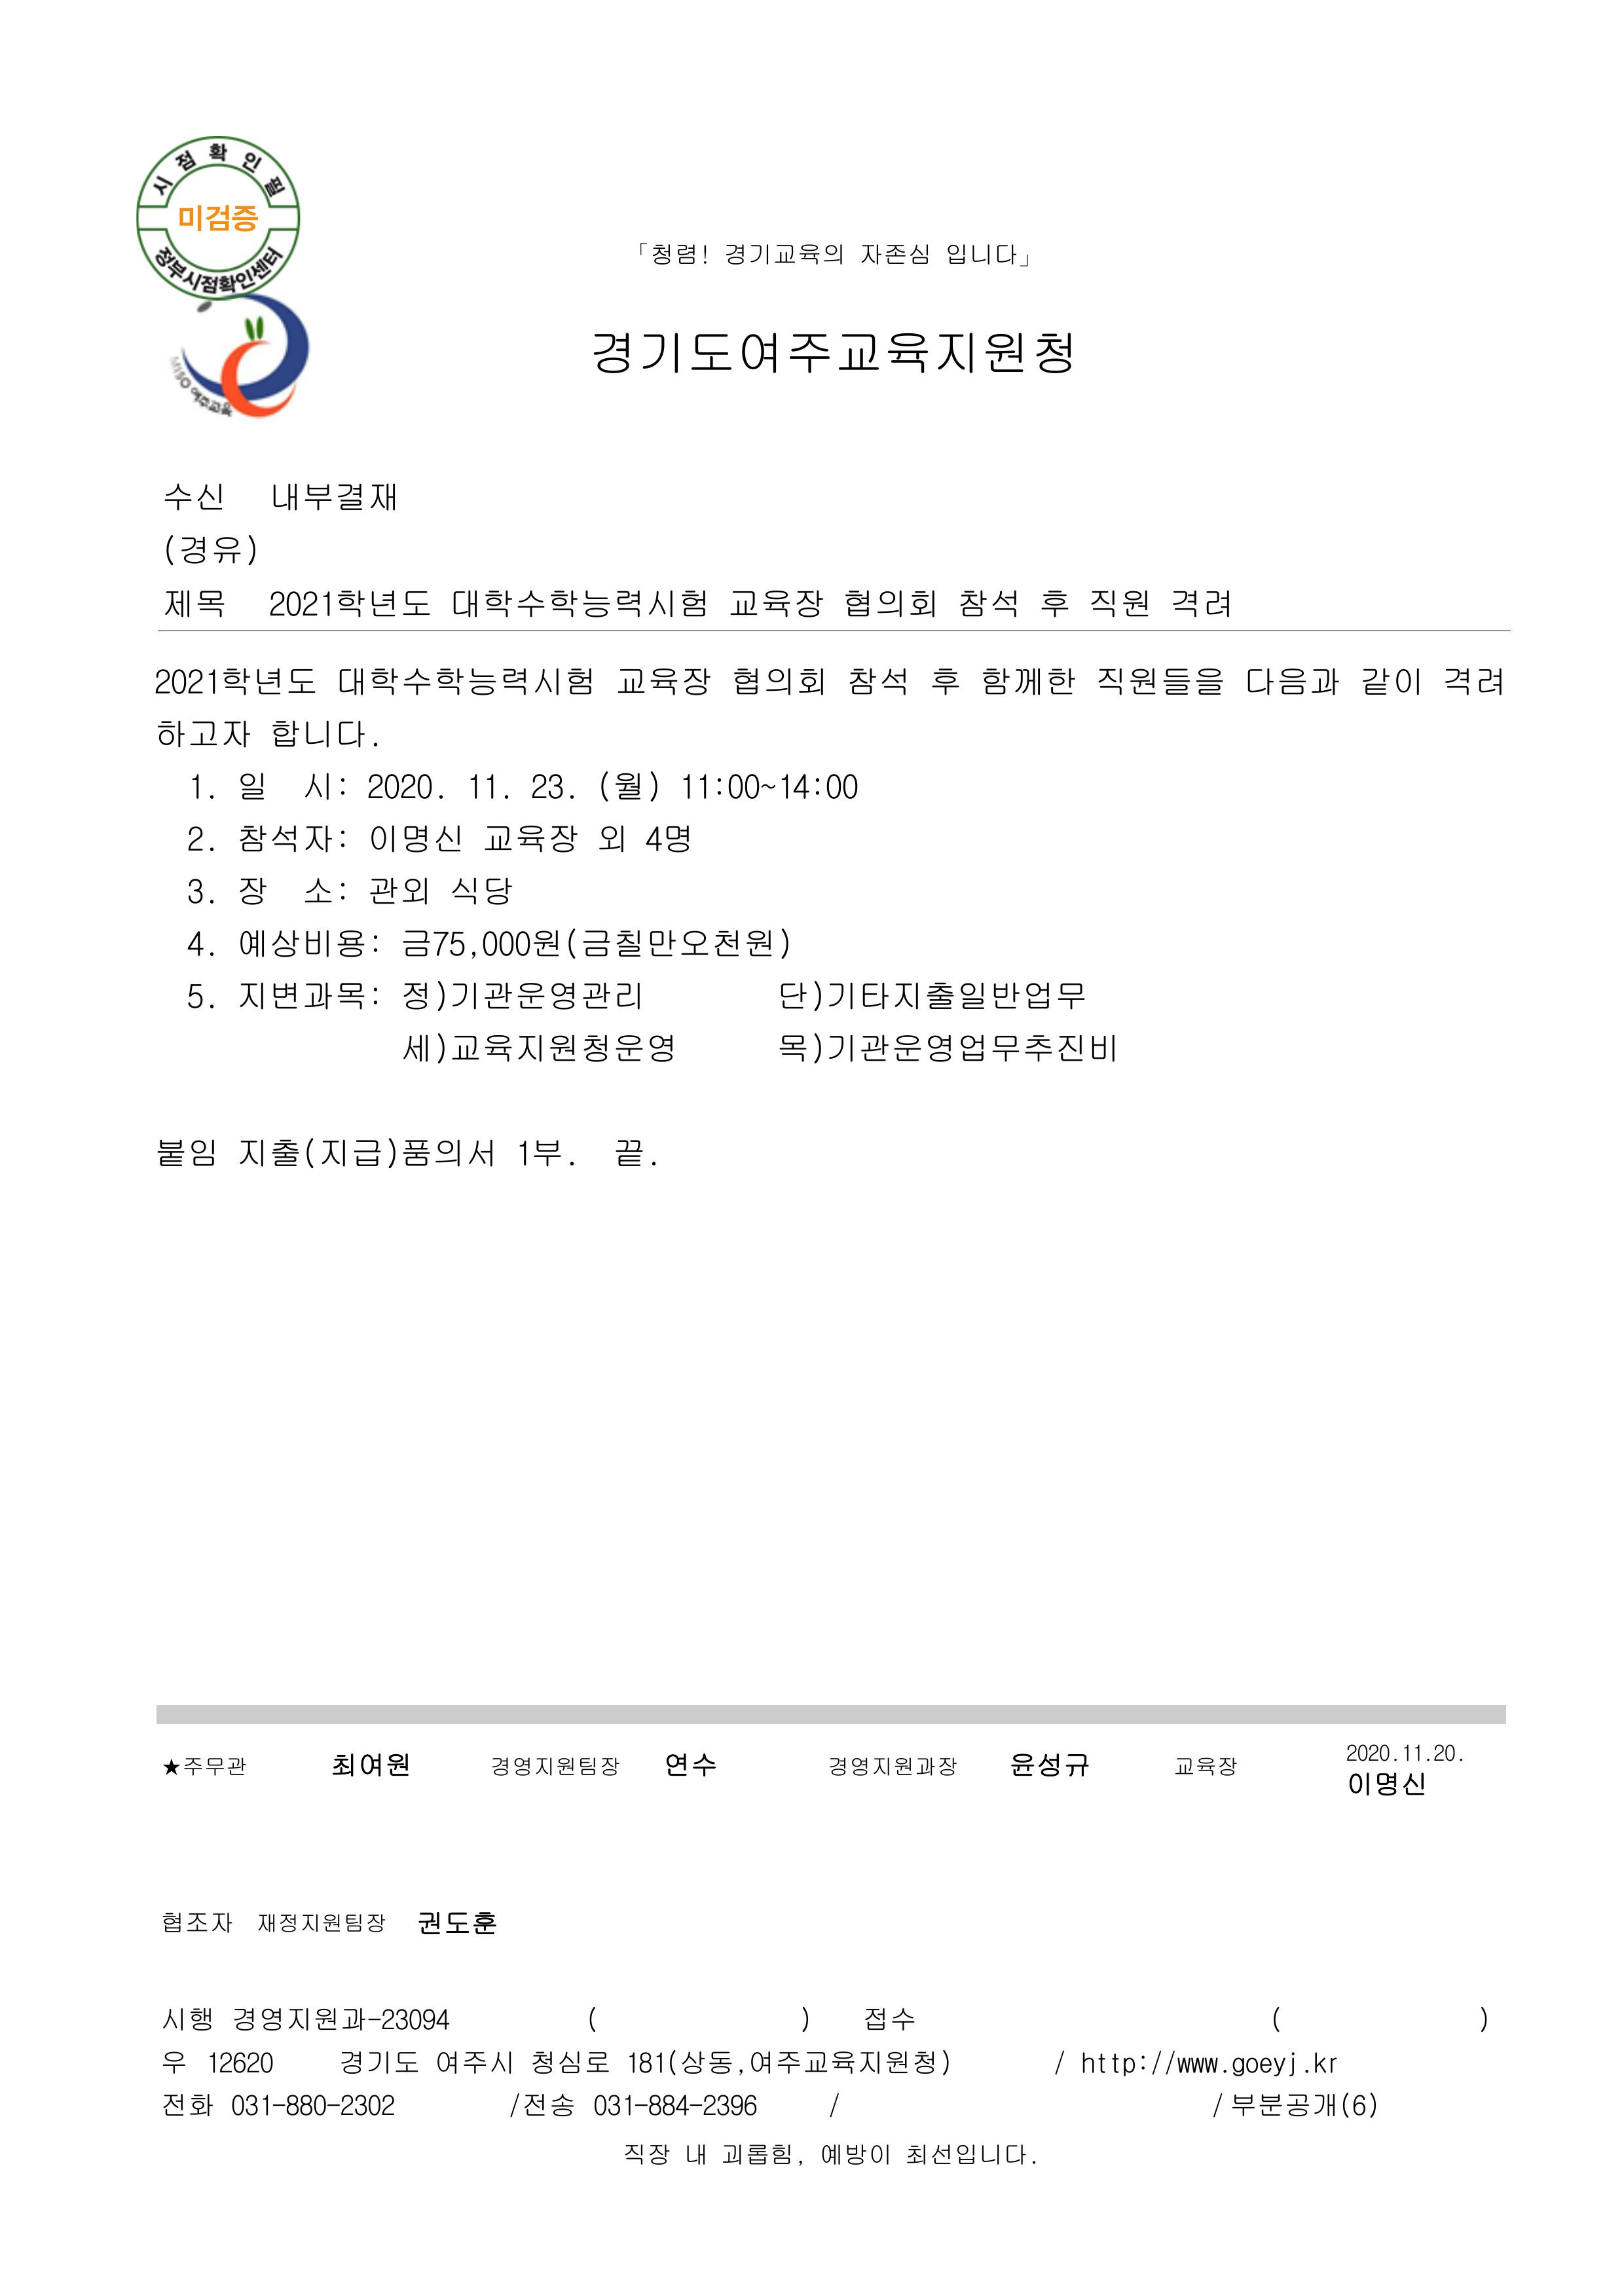 시점확인필
미검증
정부시점확인센터
MISO 여주교육
「청렴! 경기교육의 자존심 입니다」
경기도여주교육지원청
수신 내부결재
(경유)
제목 2021학년도 대학수학능력시험 교육장 협의회 참석 후 직원 격려
2021학년도 대학수학능력시험 교육장 협의회 참석 후 함께한 직원들을 다음과 같이 격려
하고자 합니다.
1. 일 시: 2020. 11. 23. (월) 11:00~14:00
2. 참석자: 이명신 교육장 외 4명
3. 장 소: 관외 식당
4. 예상비용: 금75,000원(금칠만오천원)
5. 지변과목: 정)기관운영관리 단)기타지출일반업무
세)교육지원청운영 목)기관운영업무추진비
붙임 지출(지급)품의서 1부. 끝.
★주무관 최여원 경영지원팀장 연수 경영지원과장 윤성규 교육장 2020.11.20.
이명신
협조자 재정지원팀장 권도훈
시행 경영지원과-23094 ( ) 접수 ( )
우 12620 경기도 여주시 청심로 181(상동,여주교육지원청) / http://www.goeyj.kr
전화 031-880-2302 /전송 031-884-2396 / / 부분공개(6)
직장 내 괴롭힘, 예방이 최선입니다.